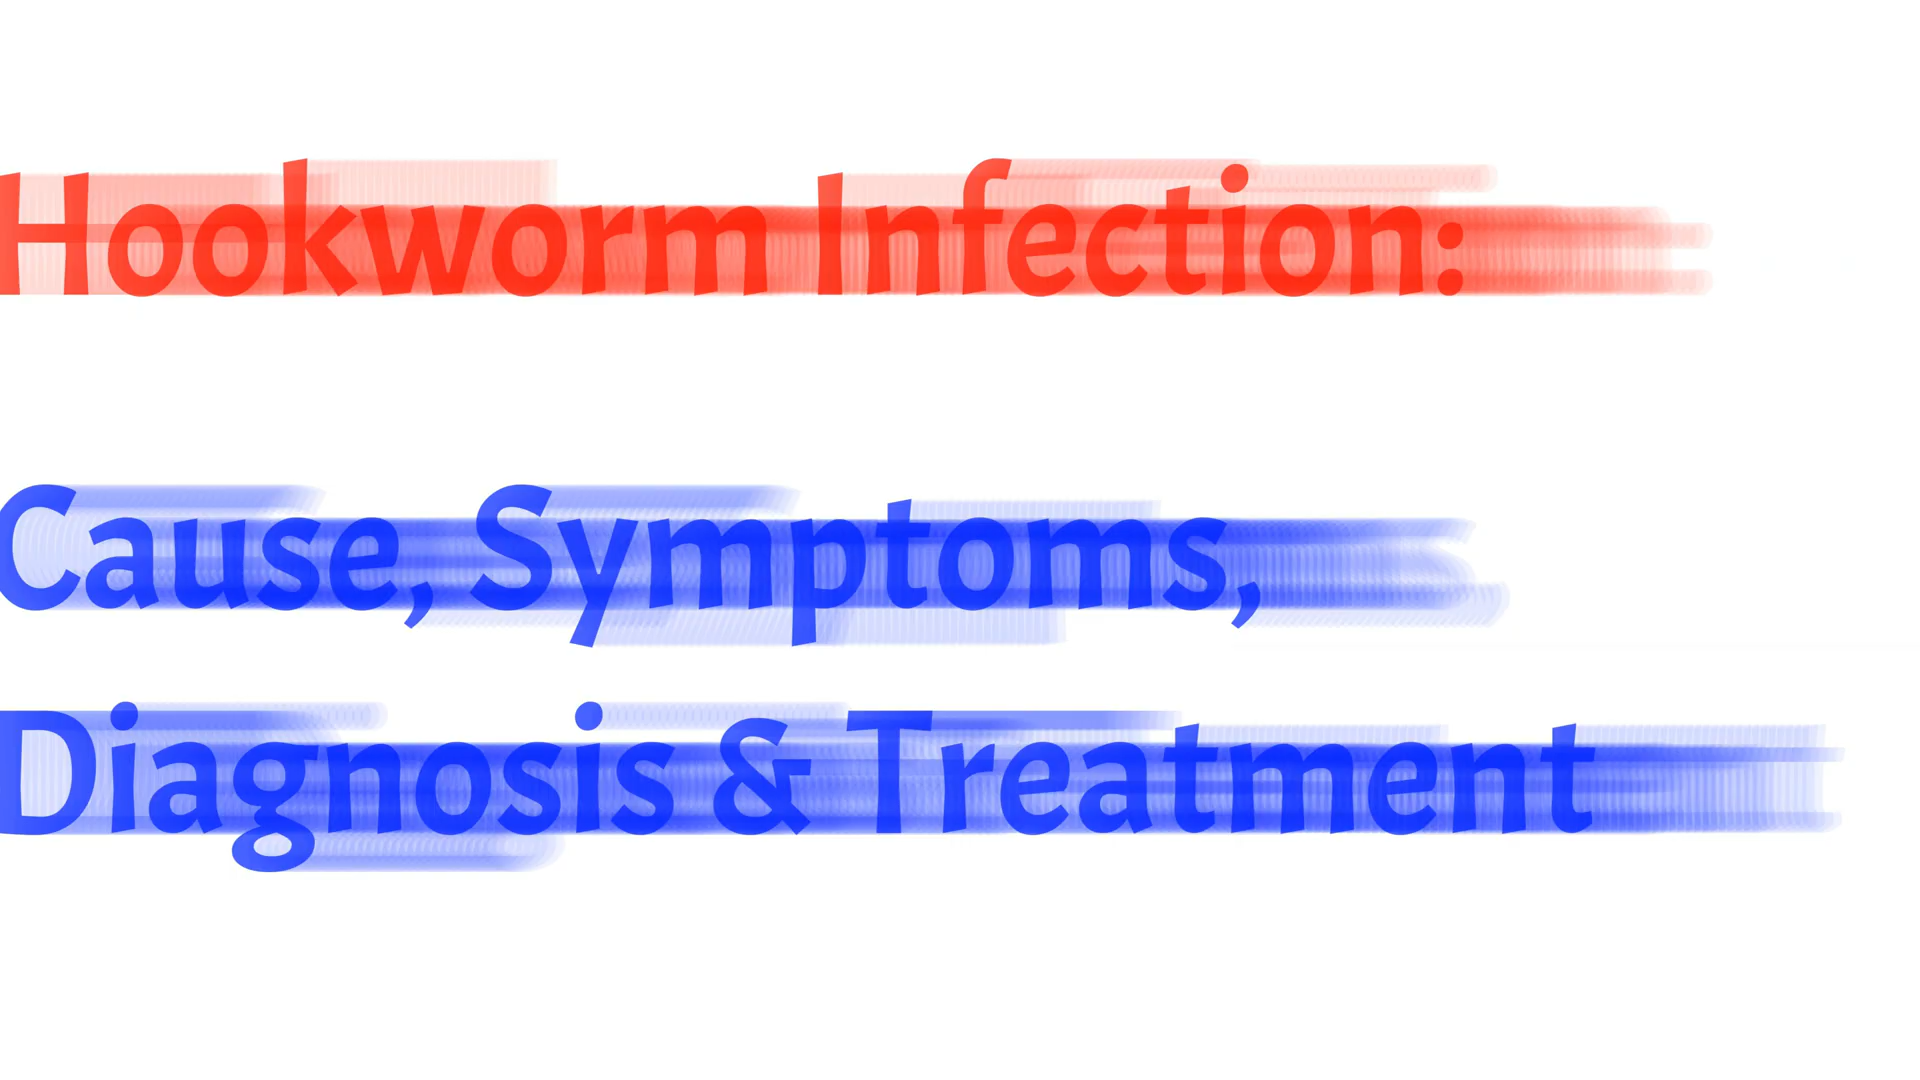 Hookworm Infection:
Cause, Symptoms,
Diagnosis & Treatment